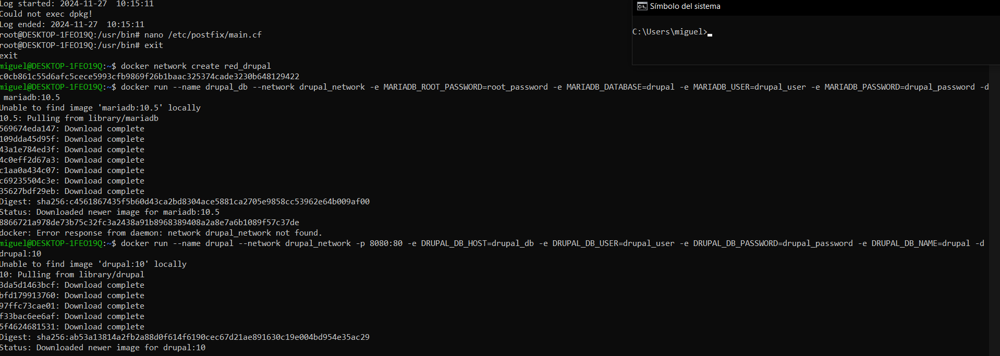 Log started: 2024-11-27  10:15:11
Could not exec dpkg!
Log ended: 2024-11-27  10:15:11
root@DESKTOP-1FEO19Q:/usr/bin# nano /etc/postfix/main.cf
root@DESKTOP-1FEO19Q:/usr/bin# exit
exit
miguel@DESKTOP-1FEO19Q:~$ docker network create red_drupal
c0cb861c55d6afc5cece5993cfb9869f26b1baac325374cade3230b648129422
miguel@DESKTOP-1FEO19Q:~$ docker run --name drupal_db --network drupal_network -e MARIADB_ROOT_PASSWORD=root_password -e MARIADB_DATABASE=drupal -e MARIADB_USER=drupal_user -e MARIADB_PASSWORD=drupal_password -d
mariadb:10.5
Unable to find image 'mariadb:10.5' locally
10.5: Pulling from library/mariadb
569674eda147: Download complete
109dda45d95f: Download complete
43a1e784ed3f: Download complete
4c0eff2d67a3: Download complete
c1aa0a434c07: Download complete
c69235504c3e: Download complete
35627bdf29eb: Download complete
Digest: sha256:c4561867435f5b60d43ca2bd8304ace5881ca2705e9858cc53962e64b009af00
Status: Downloaded newer image for mariadb:10.5
8866721a978de73b75c32fc3a2438a91b8968389408a2a8e7a6b1089f57c37de
docker: Error response from daemon: network drupal_network not found.
miguel@DESKTOP-1FEO19Q:~$ docker run --name drupal --network drupal_network -p 8080:80 -e DRUPAL_DB_HOST=drupal_db -e DRUPAL_DB_USER=drupal_user -e DRUPAL_DB_PASSWORD=drupal_password -e DRUPAL_DB_NAME=drupal -d
drupal:10
Unable to find image 'drupal:10' locally
10: Pulling from library/drupal
3da5d1463bcf: Download complete
bfd179913760: Download complete
97ffc73cae01: Download complete
f33bac6ee6af: Download complete
5f4624681531: Download complete
Digest: sha256:ab53a13814a2fb2a88d0f614f6190cec67d21ae891630c19e004bd954e35ac29
Status: Downloaded newer image for drupal:10
Símbolo del sistema
C:\Users\miguel>